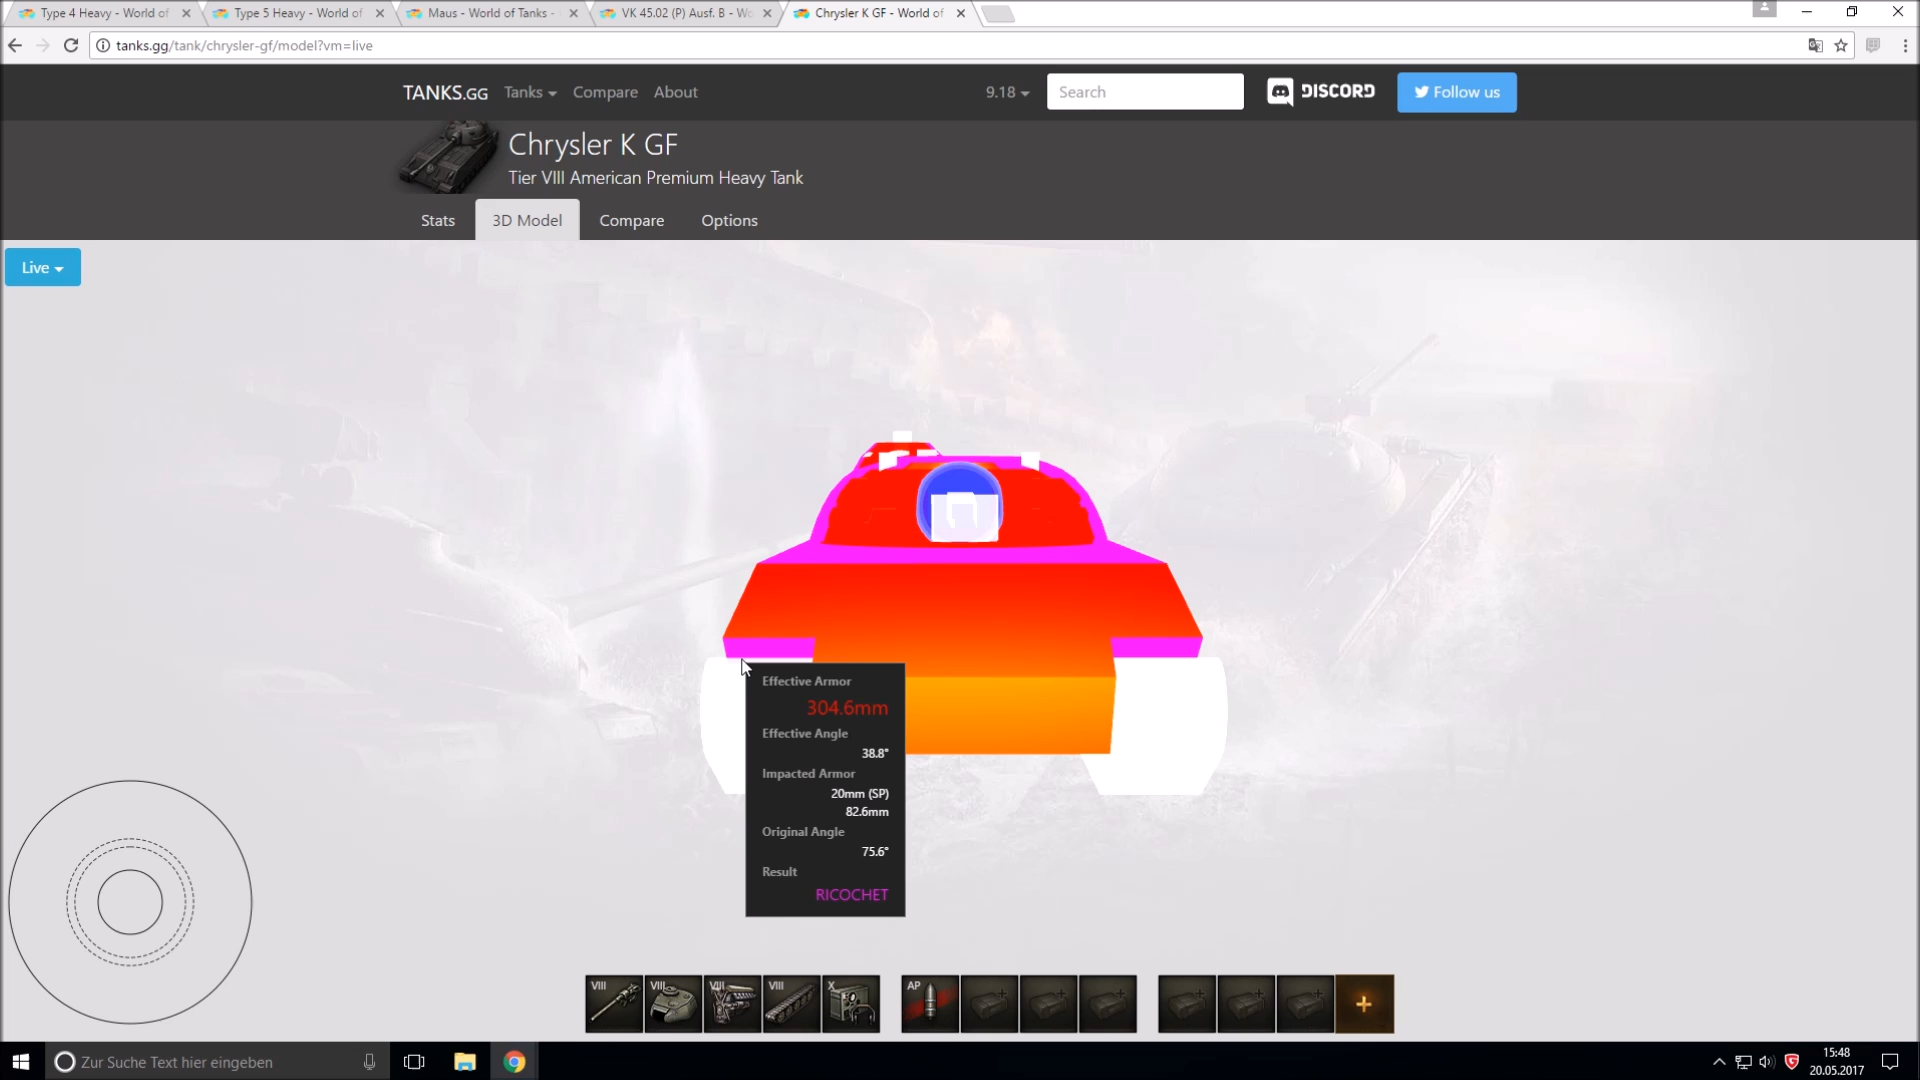 Type 4 Heavy - World of
Type 5 Heavy - World of
Maus - World of Tanks -
VK 45.02 (P) Ausf. B - Wo
Chrysler K GF - World of
tanks.gg/tank/chrysler-gf/model?vm=live
TANKS.GG
Tanks
Compare
About
9.18
Search
DISCORD
Follow us
Chrysler K GF
Tier VIII American Premium Heavy Tank
Stats
3D Model
Compare
Options
Live
Effective Armor
304.6mm
Effective Angle
38.8°
Impacted Armor
20mm (SP)
82.6mm
Original Angle
75.6°
Result
RICOCHET
VIII
VIII
VIII
VIII
X
AP
Zur Suche Text hier eingeben
15:48
20.05.2017